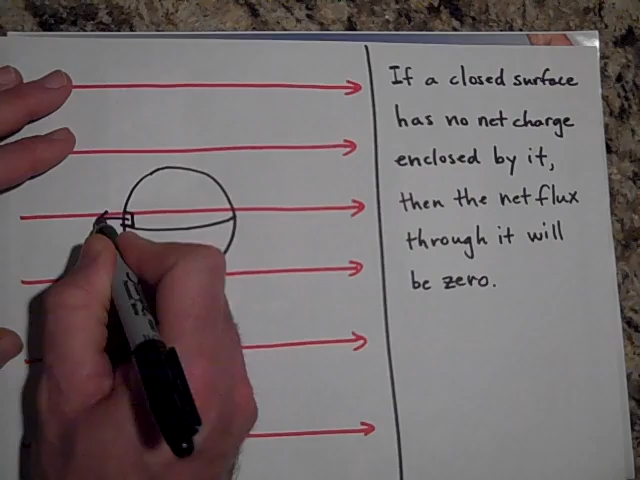 If a closed surface
has no net charge
enclosed by it,
then the net flux
through it will
be zero.